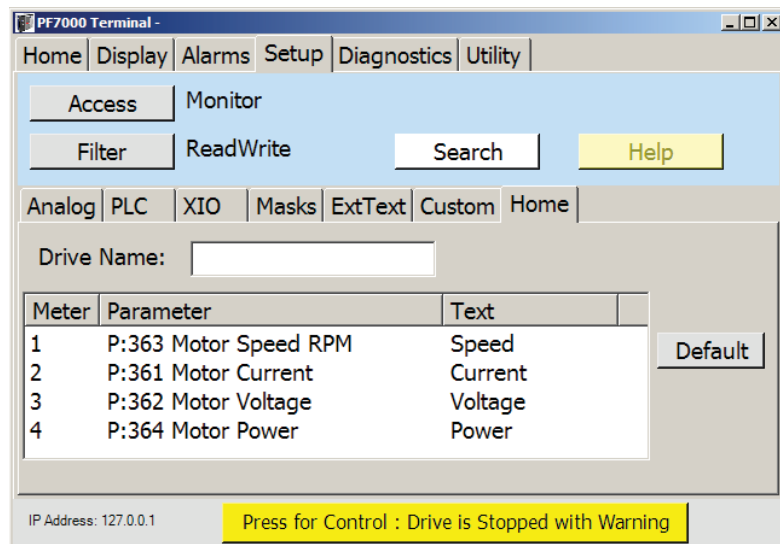 PF7000 Terminal -
Home Display Alarms Setup Diagnostics Utility
Access Monitor
Filter ReadWrite Search Help
Analog PLC XIO Masks ExtText Custom Home
Drive Name:
Meter Parameter Text
1 P:363 Motor Speed RPM Speed
2 P:361 Motor Current Current
Default
3 P:362 Motor Voltage Voltage
4 P:364 Motor Power Power
IP Address: 127.0.0.1 Press for Control : Drive is Stopped with Warning